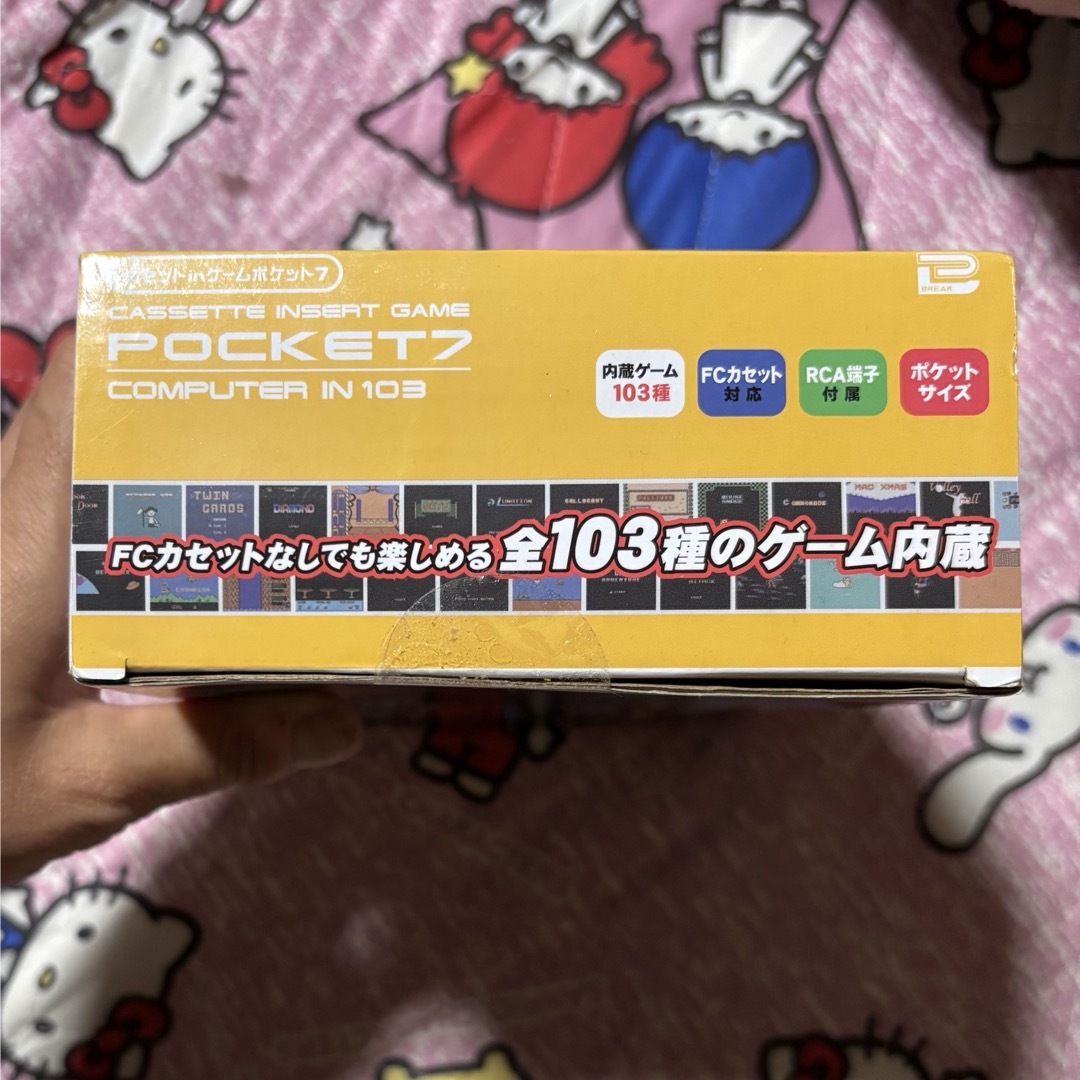 カセットinゲームポケット7
BREAK
CASSETTE INSERT GAME
POCKET7
COMPUTER IN 103
内蔵ゲーム
103種
FCカセット
対応
RCA端子
付属
ポケット
サイズ
TWIN
CARDS
DIAMOND
LUNATION
GALLAGANT
MAD XMAS
Volley
Ball
FCカセットなしでも楽しめる 全103種のゲーム内蔵
ADVENTURE
ATTACK